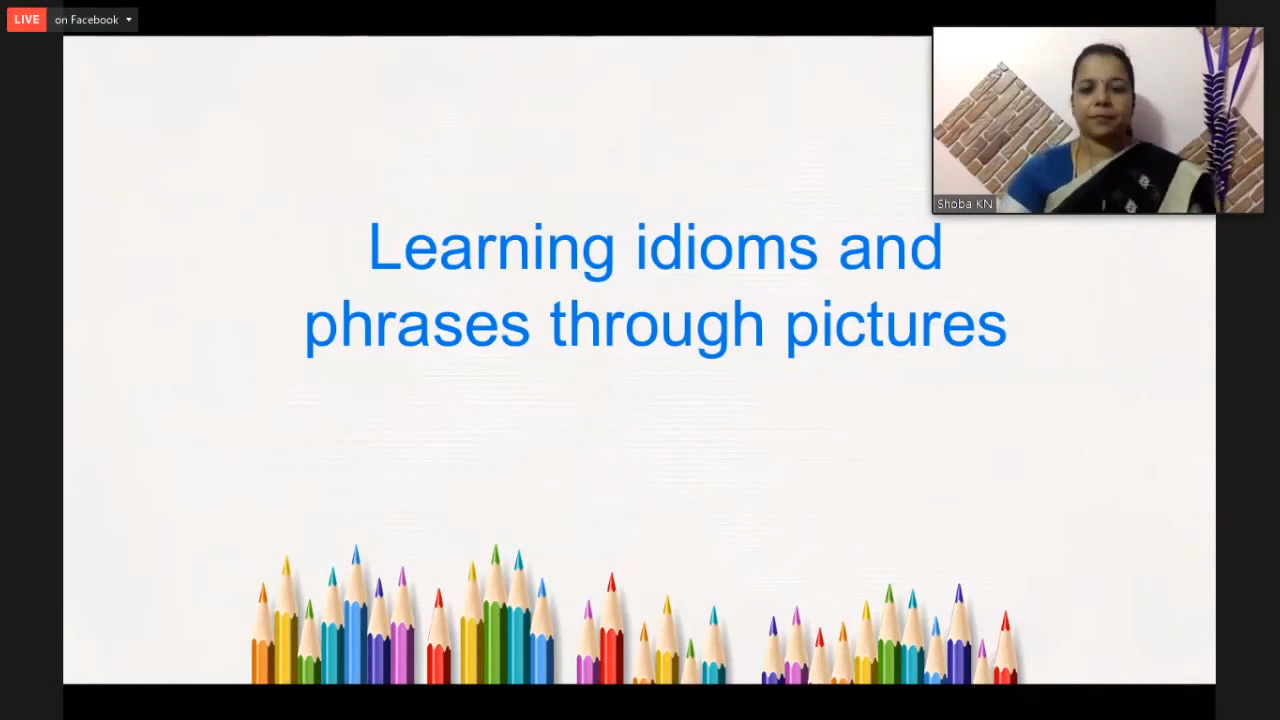 LIVE on Facebook
Shoba KN
Learning idioms and
phrases through pictures